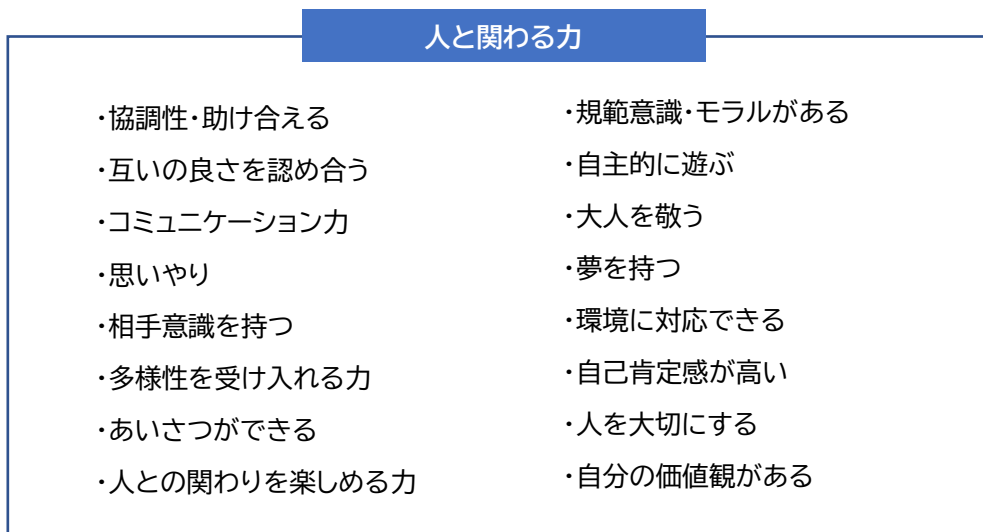 人と関わる力
・協調性・助け合える
・互いの良さを認め合う
・コミュニケーション力
・思いやり
・相手意識を持つ
・多様性を受け入れる力
・あいさつができる
・人との関わりを楽しめる力
・規範意識・モラルがある
・自主的に遊ぶ
・大人を敬う
・夢を持つ
・環境に対応できる
・自己肯定感が高い
・人を大切にする
・自分の価値観がある